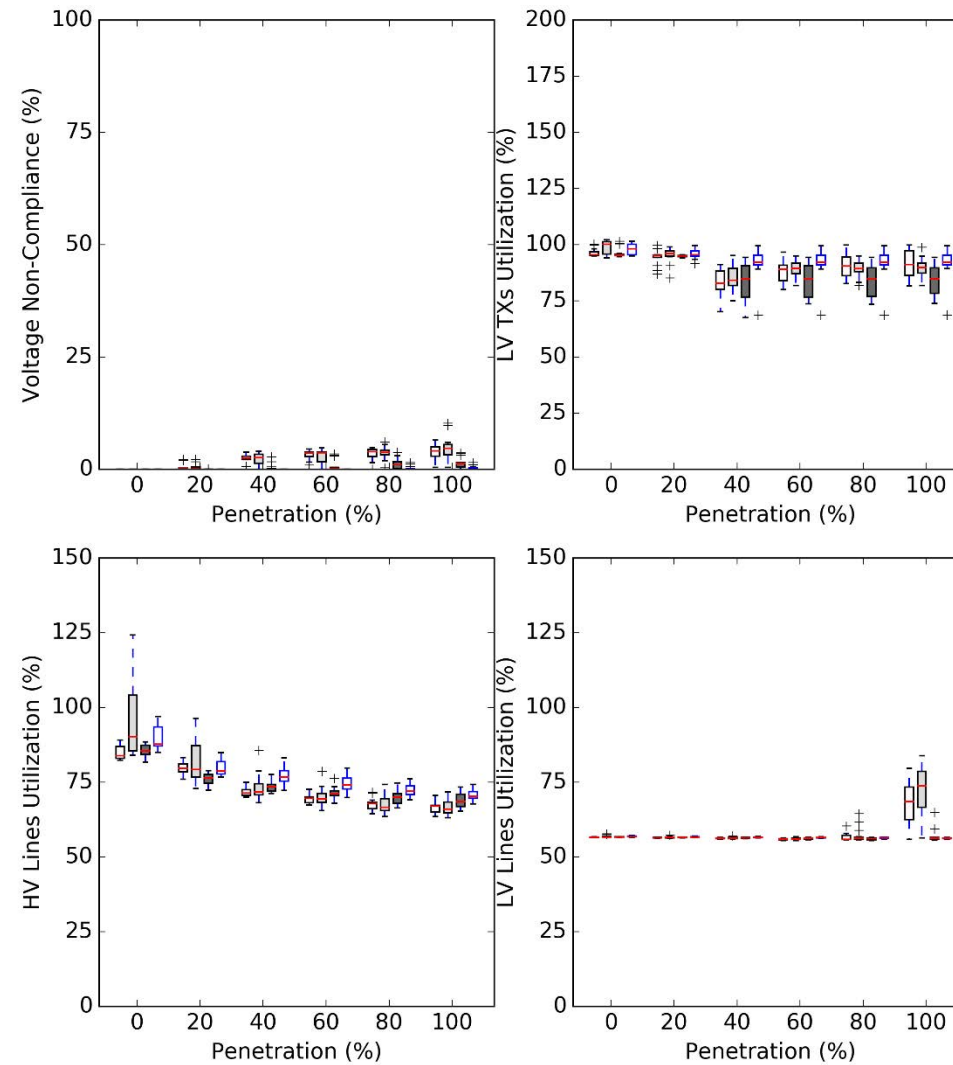 Voltage Non-Compliance (%)
100
75
50
25
0
0 20 40 60 80 100
Penetration (%)
LV TXs Utilization (%)
200
175
150
125
100
75
50
25
0
0 20 40 60 80 100
Penetration (%)
HV Lines Utilization (%)
150
125
100
75
50
25
0
0 20 40 60 80 100
Penetration (%)
LV Lines Utilization (%)
150
125
100
75
50
25
0
0 20 40 60 80 100
Penetration (%)